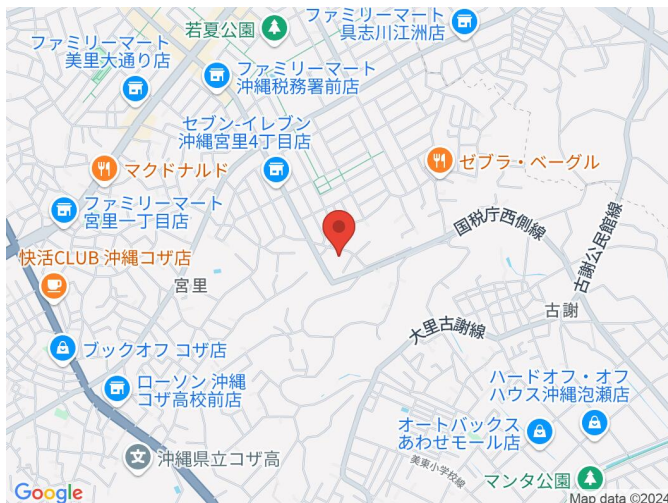 若夏公園
ファミリーマート
具志川江洲店
ファミリーマート
美里大通り店
ファミリーマート
沖縄税務署前店
セブン-イレブン
沖縄宮里4丁目店
マクドナルド
ゼブラ・ベーグル
ファミリーマート
宮里一丁目店
国税庁西側線
古謝公民館線
快活CLUB 沖縄コザ店
宮里
古謝
大里古謝線
ブックオフ コザ店
ローソン 沖縄
コザ高校前店
ハードオフ・オフ
ハウス沖縄泡瀬店
オートバックス
あわせモール店
沖縄県立コザ高
美東小学校線
マンタ公園
Google
Map data ©2024